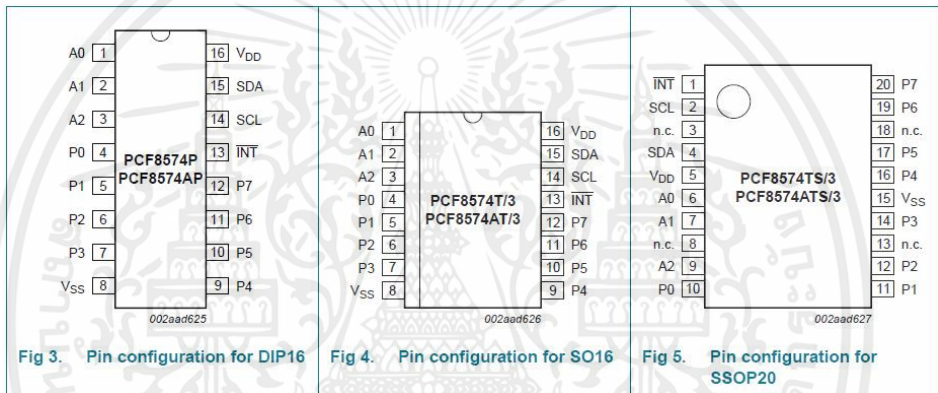 A0 1
A1 2
A2 3
P0 4
P1 5
P2 6
P3 7
VSS 8
PCF8574P
PCF8574AP
16 VDD
15 SDA
14 SCL
13 INT
12 P7
11 P6
10 P5
9 P4
002aad625
Fig 3. Pin configuration for DIP16
A0 1
A1 2
A2 3
P0 4
P1 5
P2 6
P3 7
VSS 8
PCF8574T/3
PCF8574AT/3
16 VDD
15 SDA
14 SCL
13 INT
12 P7
11 P6
10 P5
9 P4
002aad626
Fig 4. Pin configuration for SO16
INT 1
SCL 2
n.c. 3
SDA 4
VDD 5
A0 6
A1 7
n.c. 8
A2 9
P0 10
PCF8574TS/3
PCF8574ATS/3
20 P7
19 P6
18 n.c.
17 P5
16 P4
15 VSS
14 P3
13 n.c.
12 P2
11 P1
002aad627
Fig 5. Pin configuration for
SSOP20